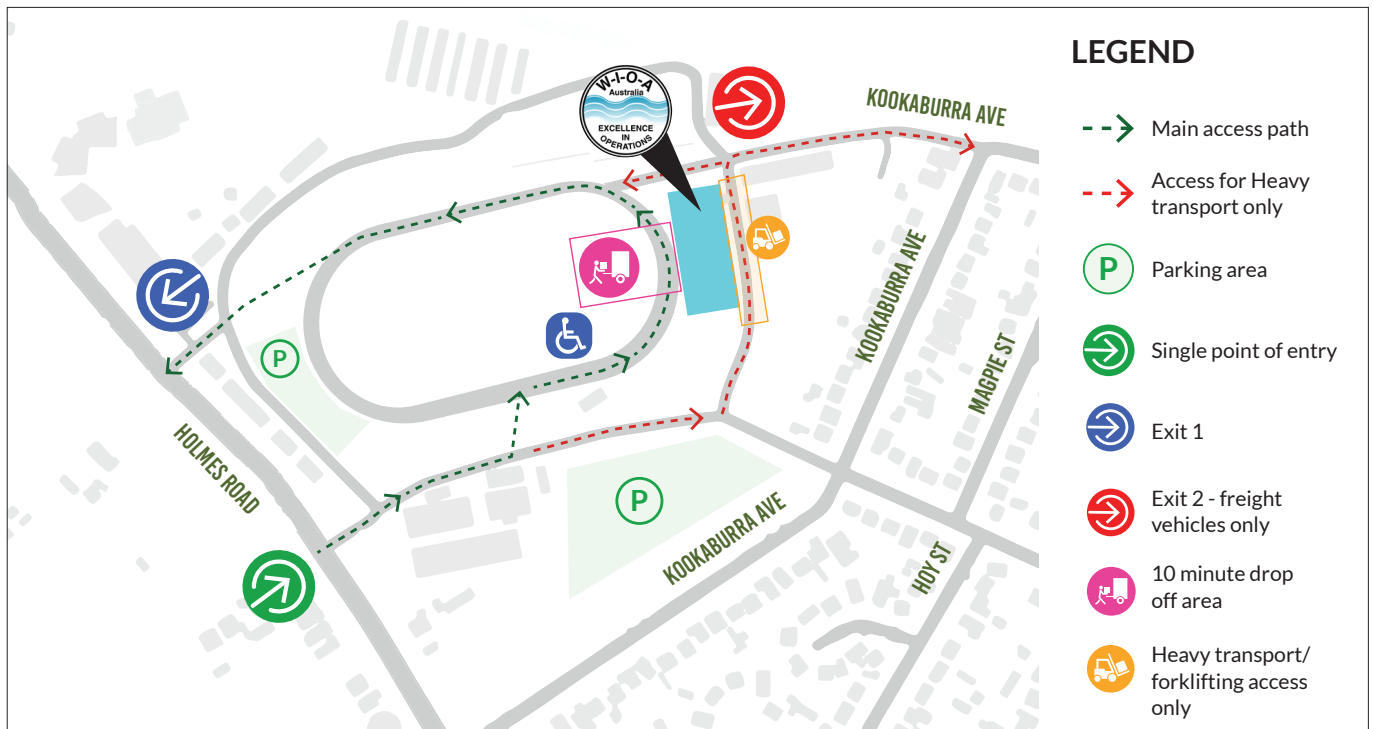 W-I-O-A
Australia
EXCELLENCE
IN
OPERATIONS
KOOKABURRA AVE
KOOKABURRA AVE
MAGPIE ST
P
HOLMES ROAD
P
KOOKABURRA AVE
HOY ST
LEGEND
Main access path
Access for Heavy
transport only
P
Parking area
Single point of entry
Exit 1
Exit 2 - freight
vehicles only
10 minute drop
off area
Heavy transport/
forklifting access
only